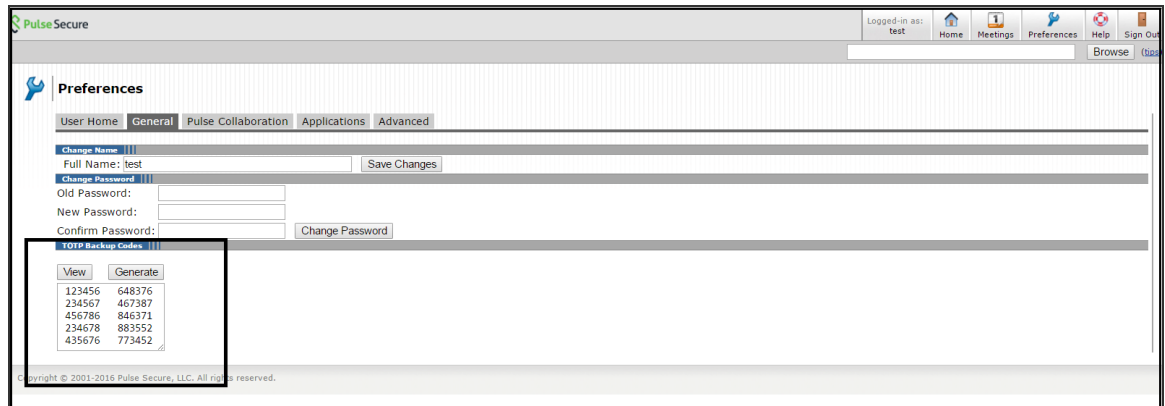 Pulse Secure
Logged-in as:
test
Home
Meetings
Preferences
Help
Sign Out
Browse (tips)
Preferences
User Home General Pulse Collaboration Applications Advanced
Change Name
Full Name: test Save Changes
Change Password
Old Password:
New Password:
Confirm Password: Change Password
TOTP Backup Codes
View Generate
123456 648376
234567 467387
456786 846371
234678 883552
435676 773452
Copyright © 2001-2016 Pulse Secure, LLC. All rights reserved.